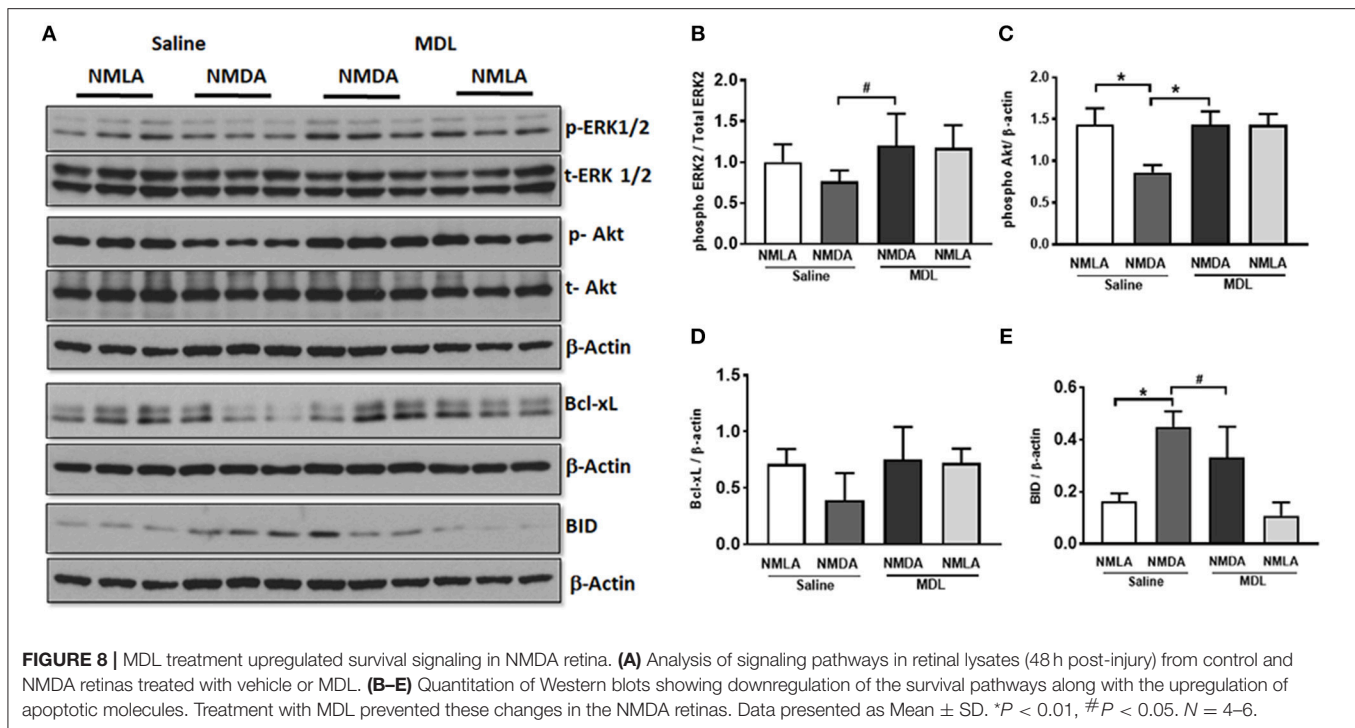 A
Saline MDL
NMLA NMDA NMDA NMLA
p-ERK1/2
t-ERK 1/2
p- Akt
t- Akt
β-Actin
Bcl-xL
β-Actin
BID
β-Actin
B
phospho ERK2 / Total ERK2
2.0
1.5
1.0
0.5
0.0
#
NMLA NMDA NMDA NMLA
Saline MDL
C
phospho Akt/ β-actin
2.0
1.5
1.0
0.5
0.0
* *
NMLA NMDA NMDA NMLA
Saline MDL
D
Bcl-xL / β-actin
1.5
1.0
0.5
0.0
NMLA NMDA NMDA NMLA
Saline MDL
E
BID / β-actin
0.6
0.4
0.2
0.0
* #
NMLA NMDA NMDA NMLA
Saline MDL
FIGURE 8 | MDL treatment upregulated survival signaling in NMDA retina. (A) Analysis of signaling pathways in retinal lysates (48 h post-injury) from control and
NMDA retinas treated with vehicle or MDL. (B–E) Quantitation of Western blots showing downregulation of the survival pathways along with the upregulation of
apoptotic molecules. Treatment with MDL prevented these changes in the NMDA retinas. Data presented as Mean ± SD. *P < 0.01, #P < 0.05. N = 4–6.